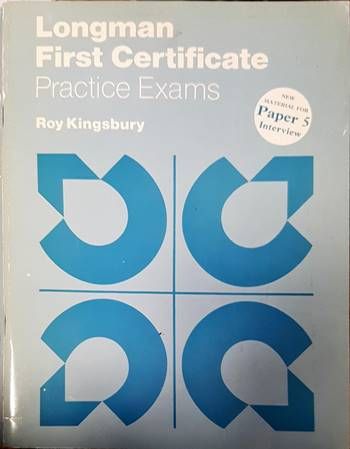 Longman
First Certificate
Practice Exams
Roy Kingsbury
NEW
MATERIAL FOR
Paper 5
Interview